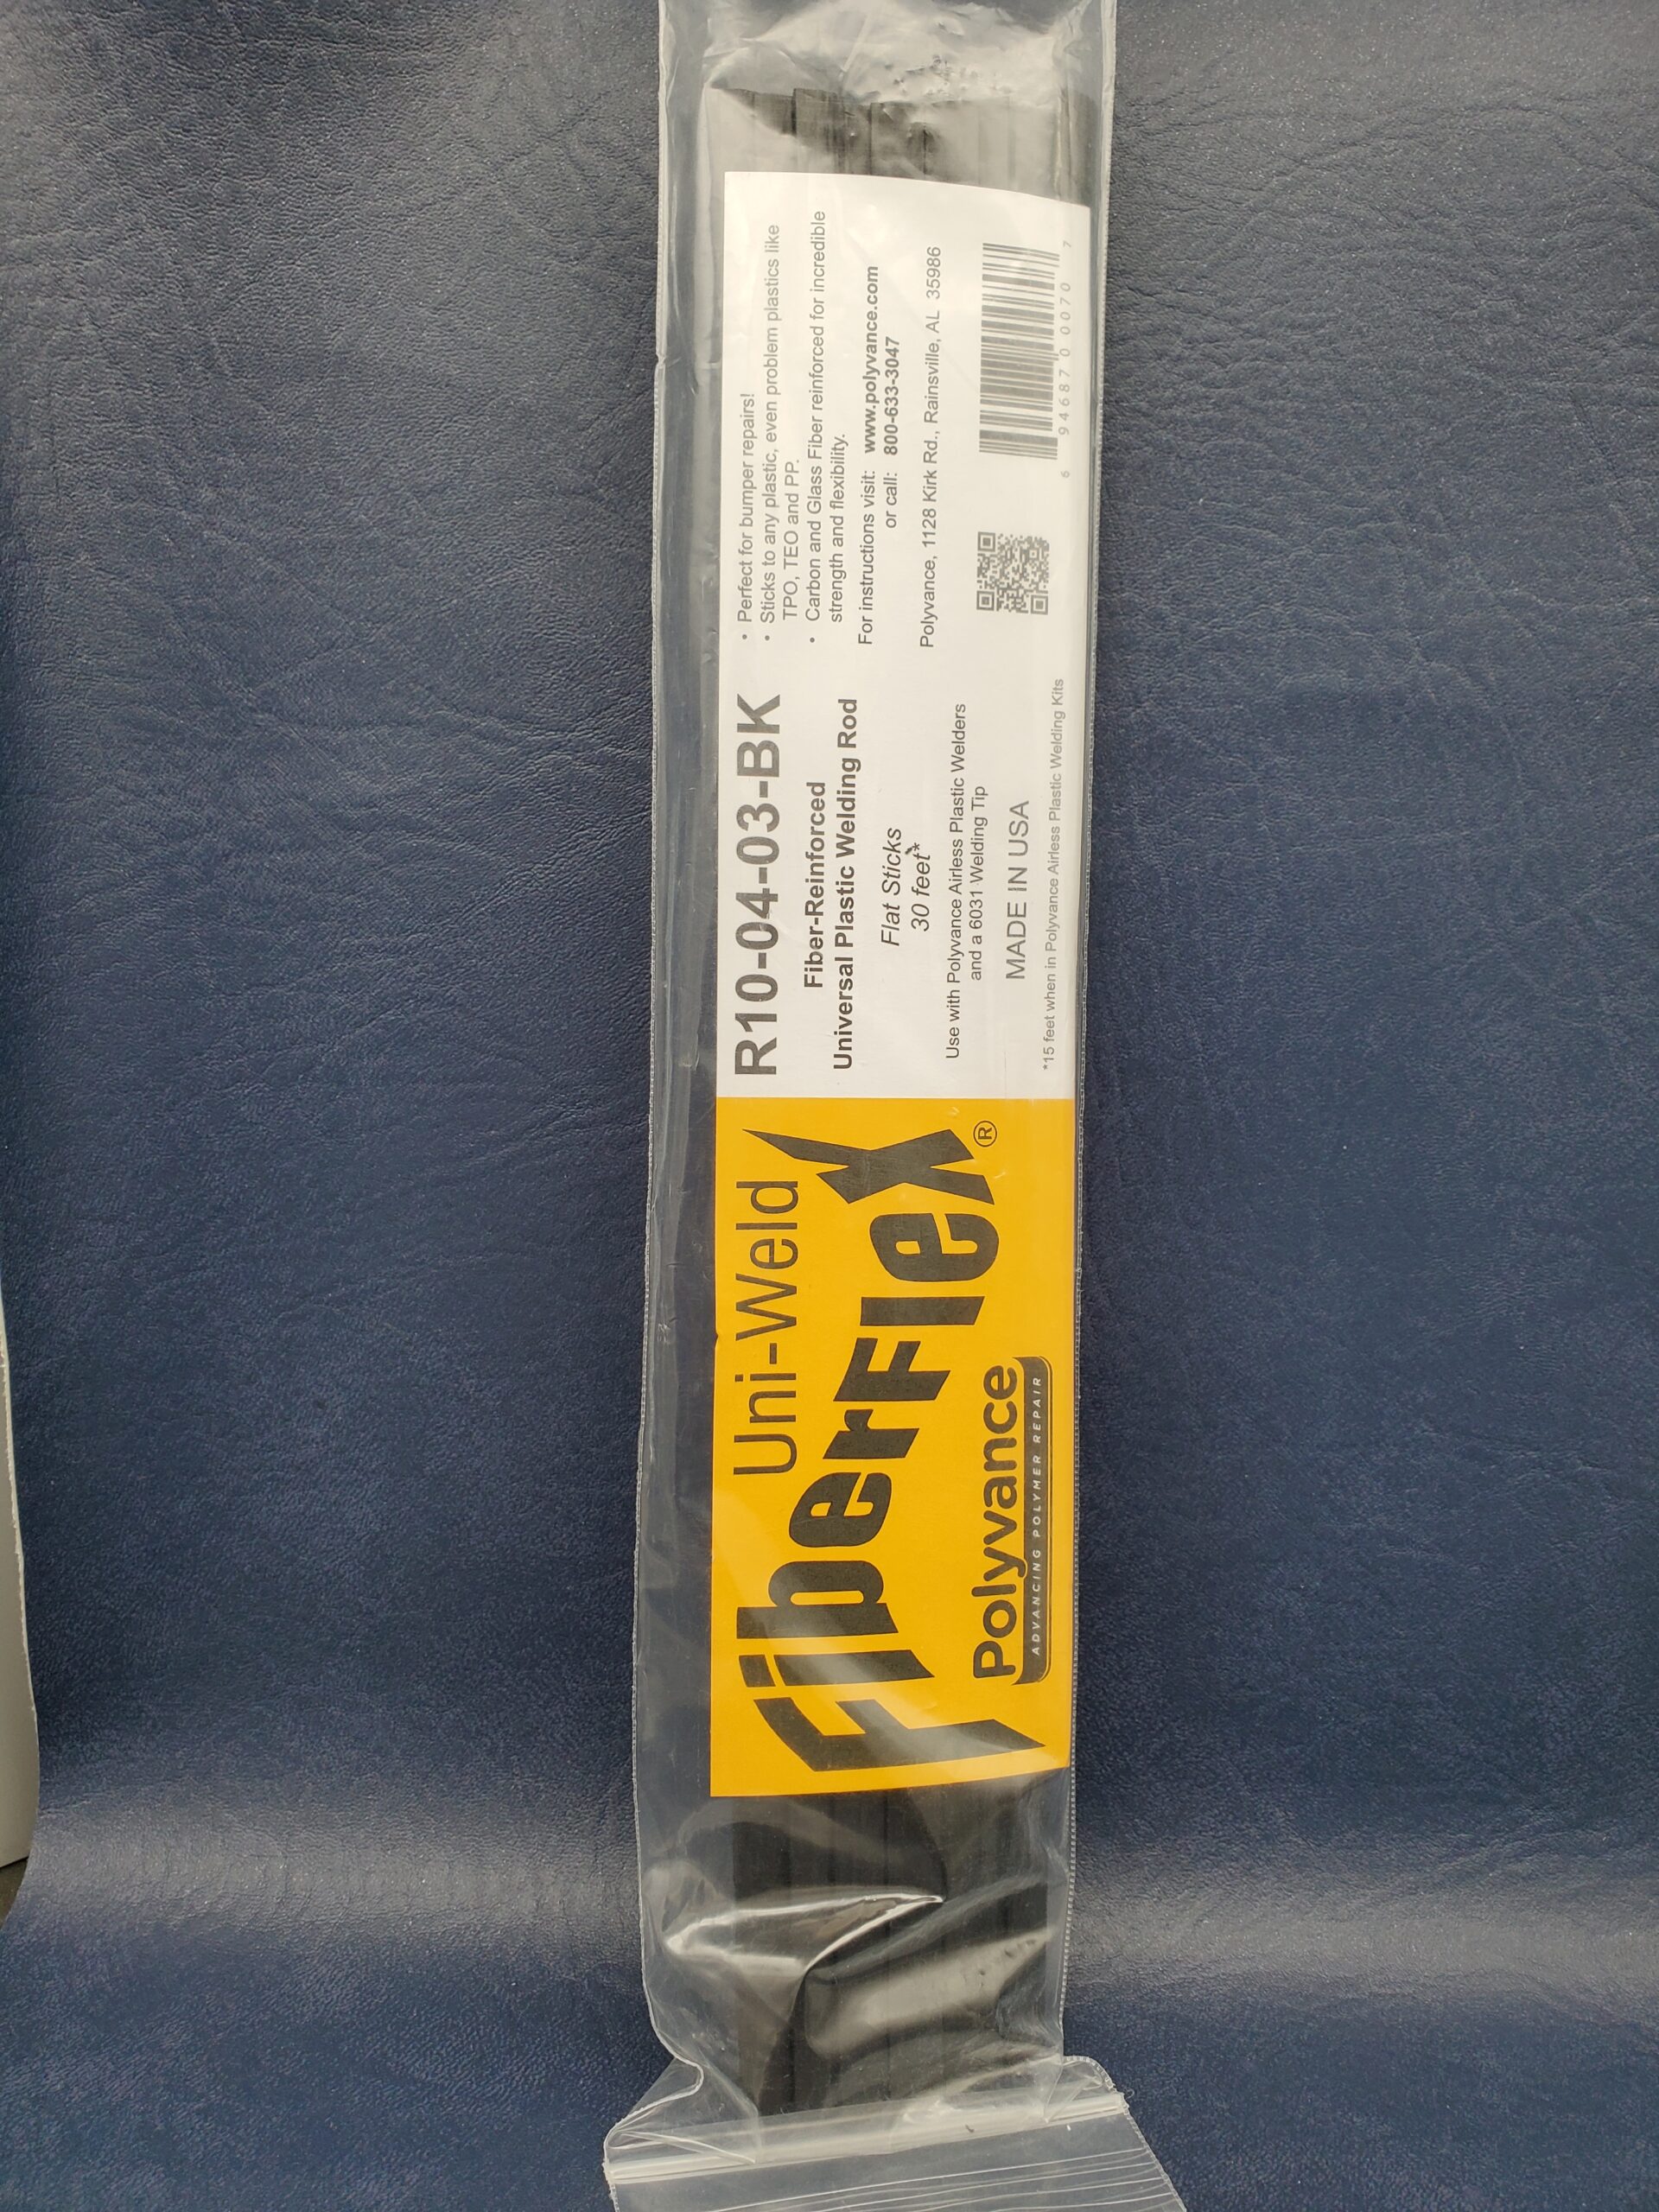 Uni-Weld
FiberFlex®
Polyvance
ADVANCING POLYMER REPAIR
R10-04-03-BK
Fiber-Reinforced
Universal Plastic Welding Rod
Flat Sticks
30 feet*
Use with Polyvance Airless Plastic Welders
and a 6031 Welding Tip
MADE IN USA
*15 feet when in Polyvance Airless Plastic Welding Kits
• Perfect for bumper repairs!
• Sticks to any plastic, even problem plastics like
TPO, TEO and PP.
• Carbon and Glass Fiber reinforced for incredible
strength and flexibility.
For instructions visit: www.polyvance.com
or call: 800-633-3047
Polyvance, 1128 Kirk Rd., Rainsville, AL 35986
6 94687 00070 7